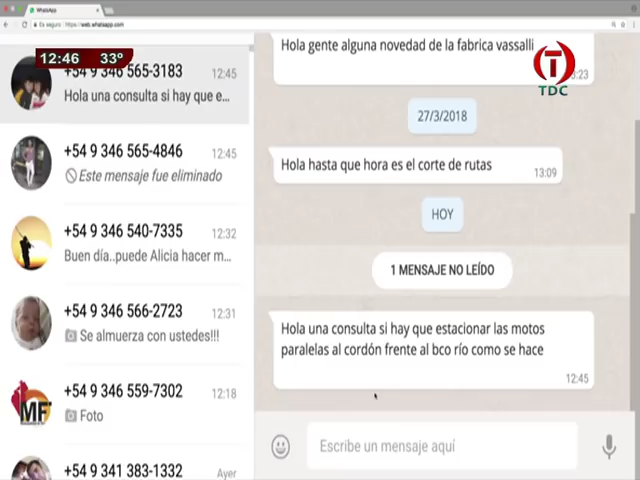 WhatsApp
Es seguro
https://web.whatsapp.com
12:46 33º
+54 9 346 565-3183 12:45
Hola una consulta si hay que e...
+54 9 346 565-4846 12:45
Este mensaje fue eliminado
+54 9 346 540-7335 12:32
Buen día..puede Alicia hacer m...
+54 9 346 566-2723 12:31
Se almuerza con ustedes!!!
+54 9 346 559-7302 12:18
Foto
MF
+54 9 341 383-1332 Ayer
Hola gente alguna novedad de la fabrica vassalli
:23
T
TDC
27/3/2018
Hola hasta que hora es el corte de rutas
13:09
HOY
1 MENSAJE NO LEÍDO
Hola una consulta si hay que estacionar las motos
paralelas al cordón frente al bco río como se hace
12:45
Escribe un mensaje aquí